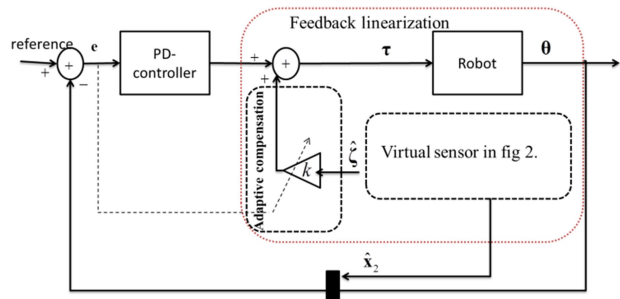 Feedback linearization
reference
e
PD-
controller
τ
Robot
θ
+
+
−
+
+
+
Adaptive compensation
k
ζ̂
Virtual sensor in fig 2.
x̂₂